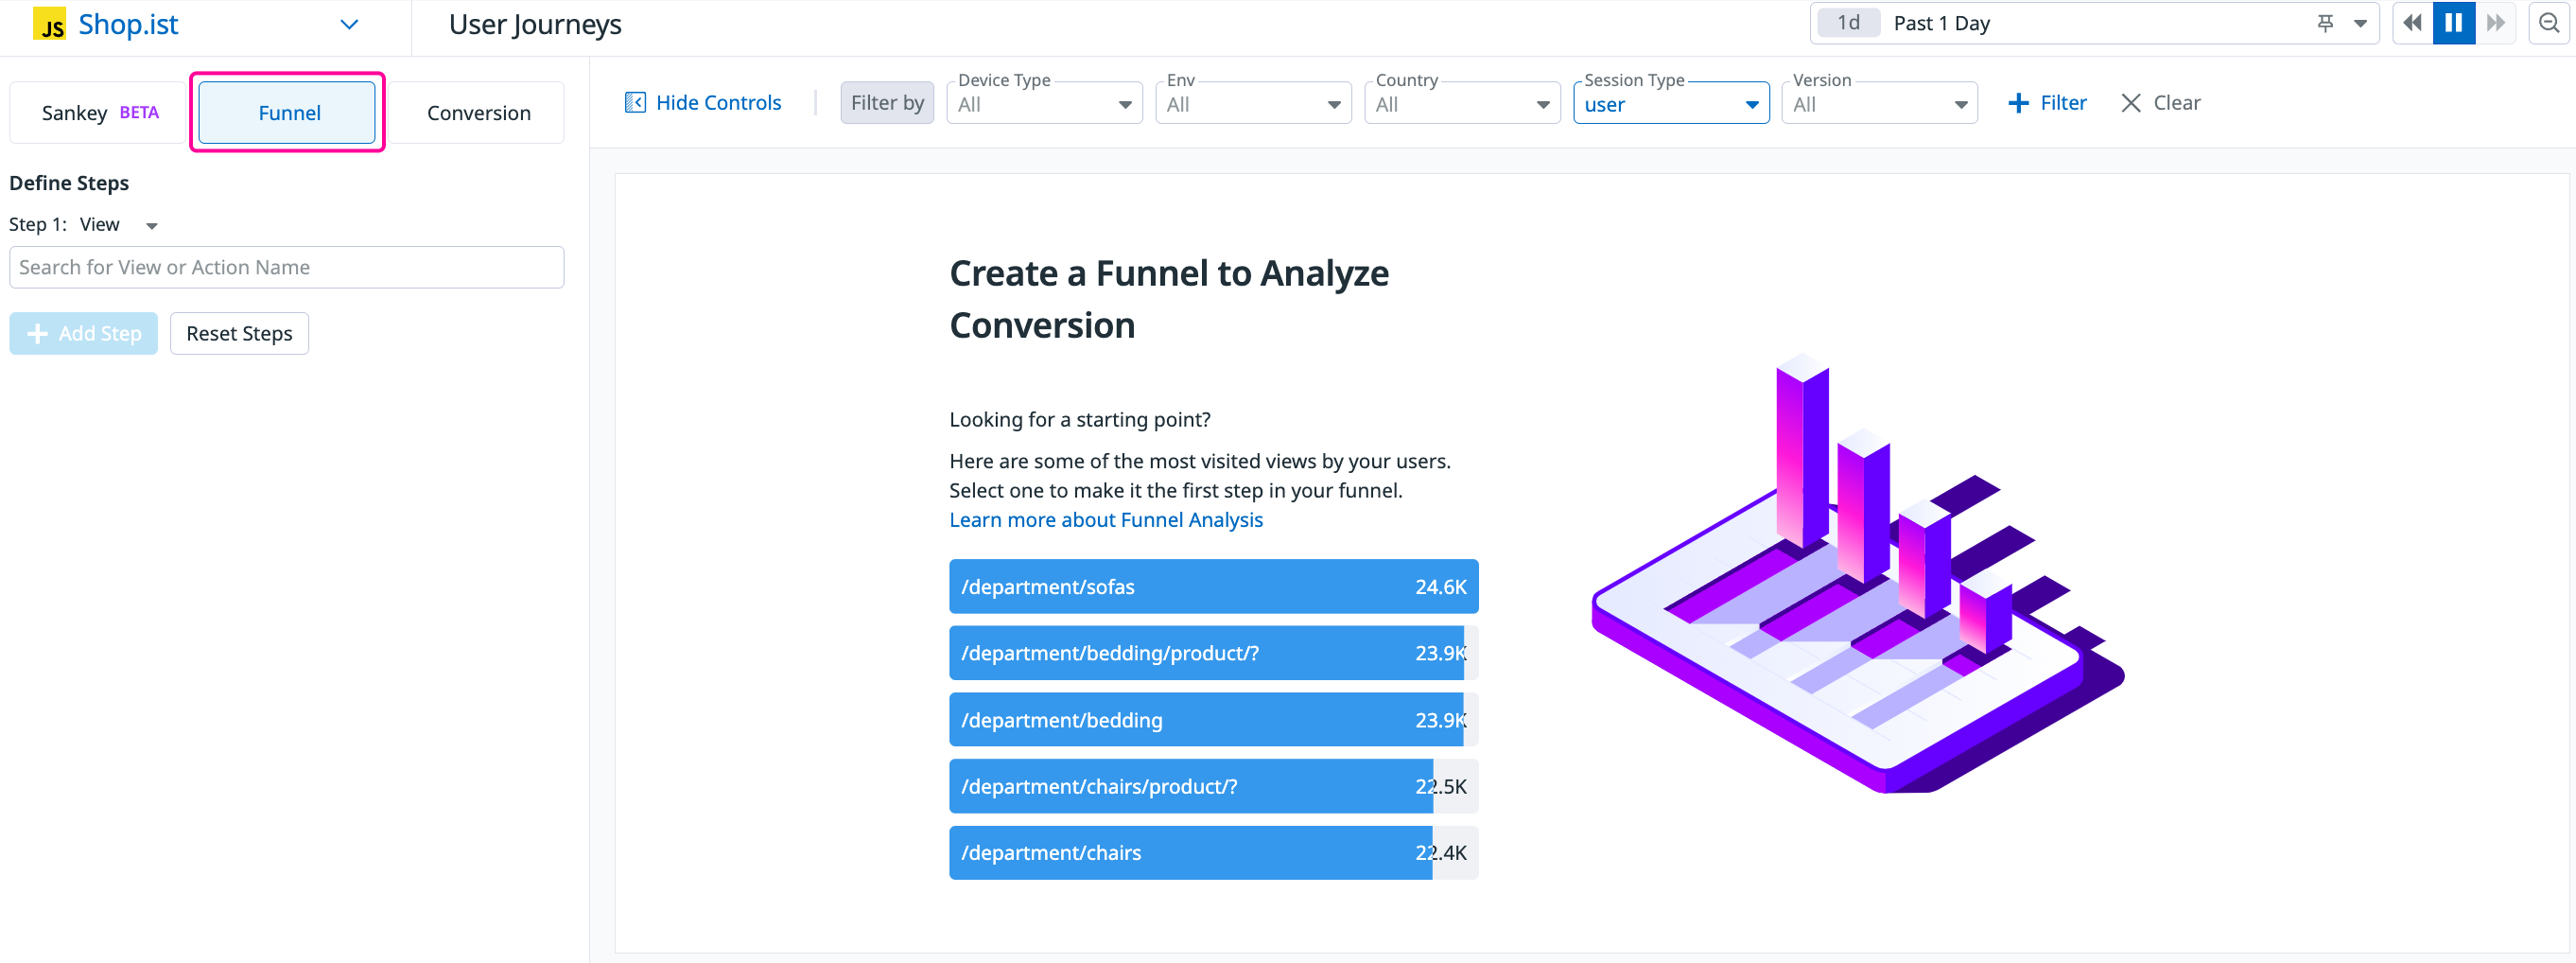 JS Shop.ist
User Journeys
1d Past 1 Day
Sankey BETA
Funnel
Conversion
Define Steps
Step 1: View
Search for View or Action Name
+ Add Step
Reset Steps
Hide Controls
Filter by
Device Type
All
Env
All
Country
All
Session Type
user
Version
All
+ Filter
Clear
Create a Funnel to Analyze
Conversion
Looking for a starting point?
Here are some of the most visited views by your users.
Select one to make it the first step in your funnel.
Learn more about Funnel Analysis
/department/sofas 24.6K
/department/bedding/product/? 23.9K
/department/bedding 23.9K
/department/chairs/product/? 22.5K
/department/chairs 22.4K